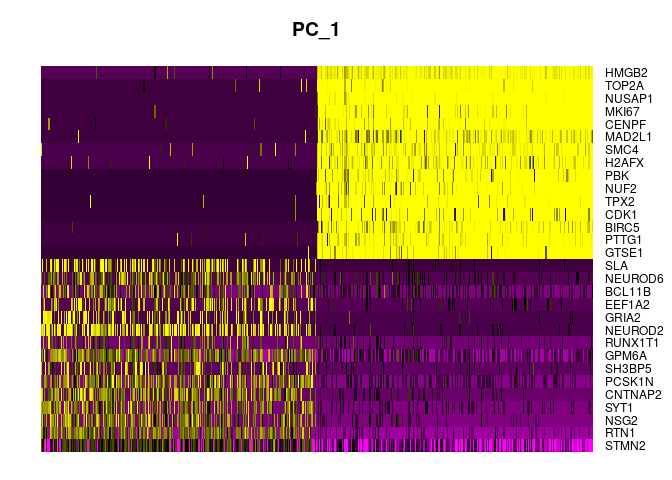 PC_1
HMGB2
TOP2A
NUSAP1
MKI67
CENPF
MAD2L1
SMC4
H2AFX
PBK
NUF2
TPX2
CDK1
BIRC5
PTTG1
GTSE1
SLA
NEUROD6
BCL11B
EEF1A2
GRIA2
NEUROD2
RUNX1T1
GPM6A
SH3BP5
PCSK1N
CNTNAP2
SYT1
NSG2
RTN1
STMN2